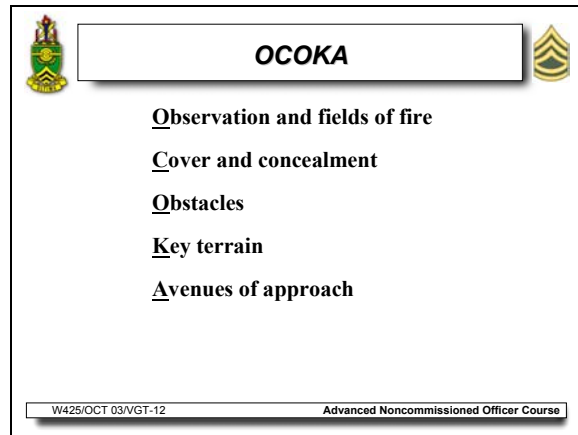 OCOKA
Observation and fields of fire
Cover and concealment
Obstacles
Key terrain
Avenues of approach
W425/OCT 03/VGT-12
Advanced Noncommissioned Officer Course